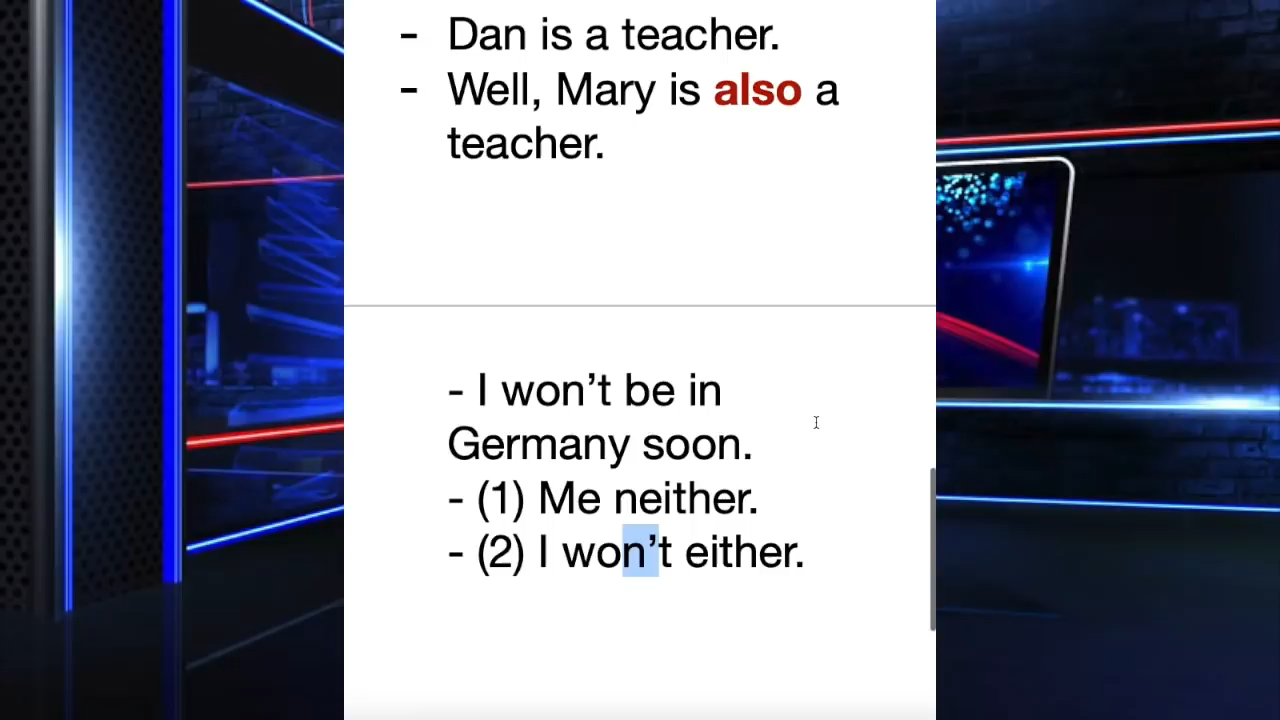 - Dan is a teacher.
- Well, Mary is also a
teacher.
- I won’t be in
Germany soon.
- (1) Me neither.
- (2) I won’t either.